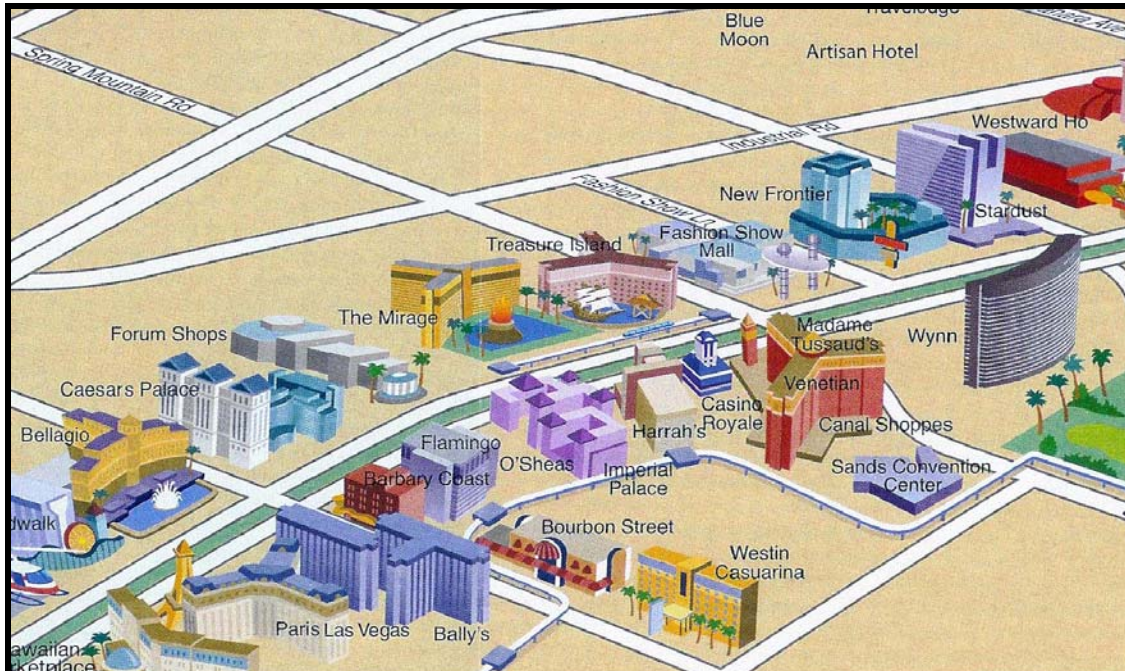 Blue
Moon
Travelodge
Artisan Hotel
Spring Mountain Rd
Industrial Rd
Westward Ho
Fashion Show Ln
New Frontier
Stardust
Treasure Island
Fashion Show
Mall
The Mirage
Forum Shops
Madame
Tussaud's
Wynn
Caesars Palace
Venetian
Bellagio
Casino
Royale
Flamingo
Harrah's
Canal Shoppes
O'Sheas
Barbary Coast
Imperial
Palace
Sands Convention
Center
Bourbon Street
Westin
Casuarina
Paris Las Vegas
Bally's